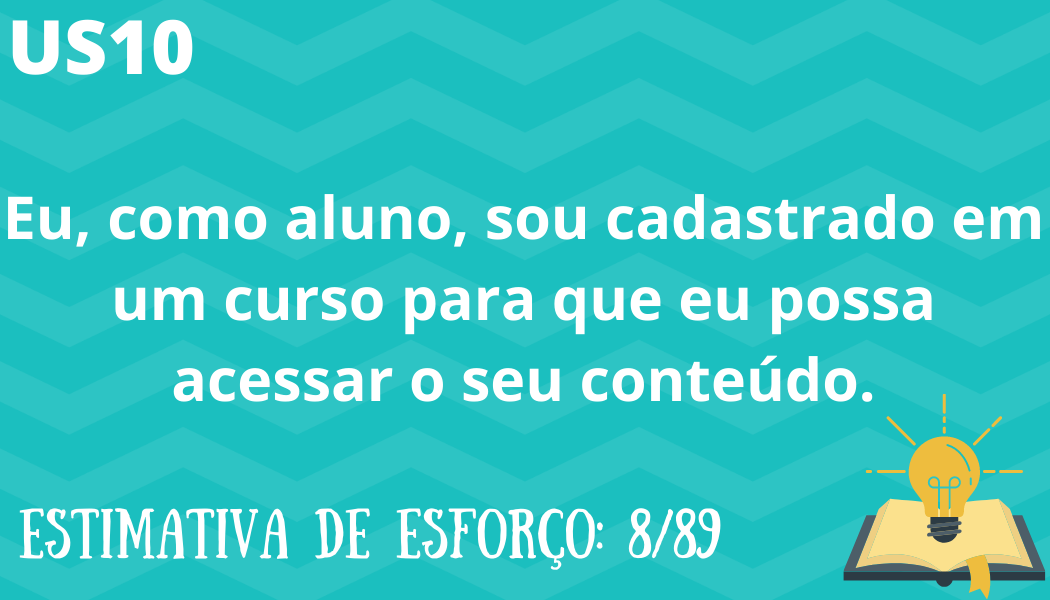 US10
Eu, como aluno, sou cadastrado em
um curso para que eu possa
acessar o seu conteúdo.
ESTIMATIVA DE ESFORÇO: 8/89